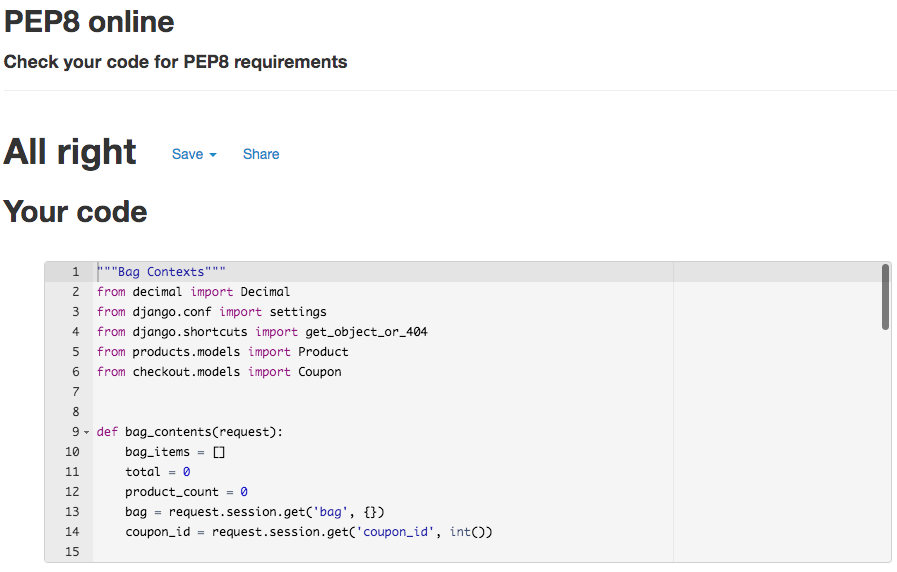 PEP8 online
Check your code for PEP8 requirements
All right Save Share
Your code
1 """Bag Contexts"""
2 from decimal import Decimal
3 from django.conf import settings
4 from django.shortcuts import get_object_or_404
5 from products.models import Product
6 from checkout.models import Coupon
7
8
9 def bag_contents(request):
10     bag_items = []
11     total = 0
12     product_count = 0
13     bag = request.session.get('bag', {})
14     coupon_id = request.session.get('coupon_id', int())
15